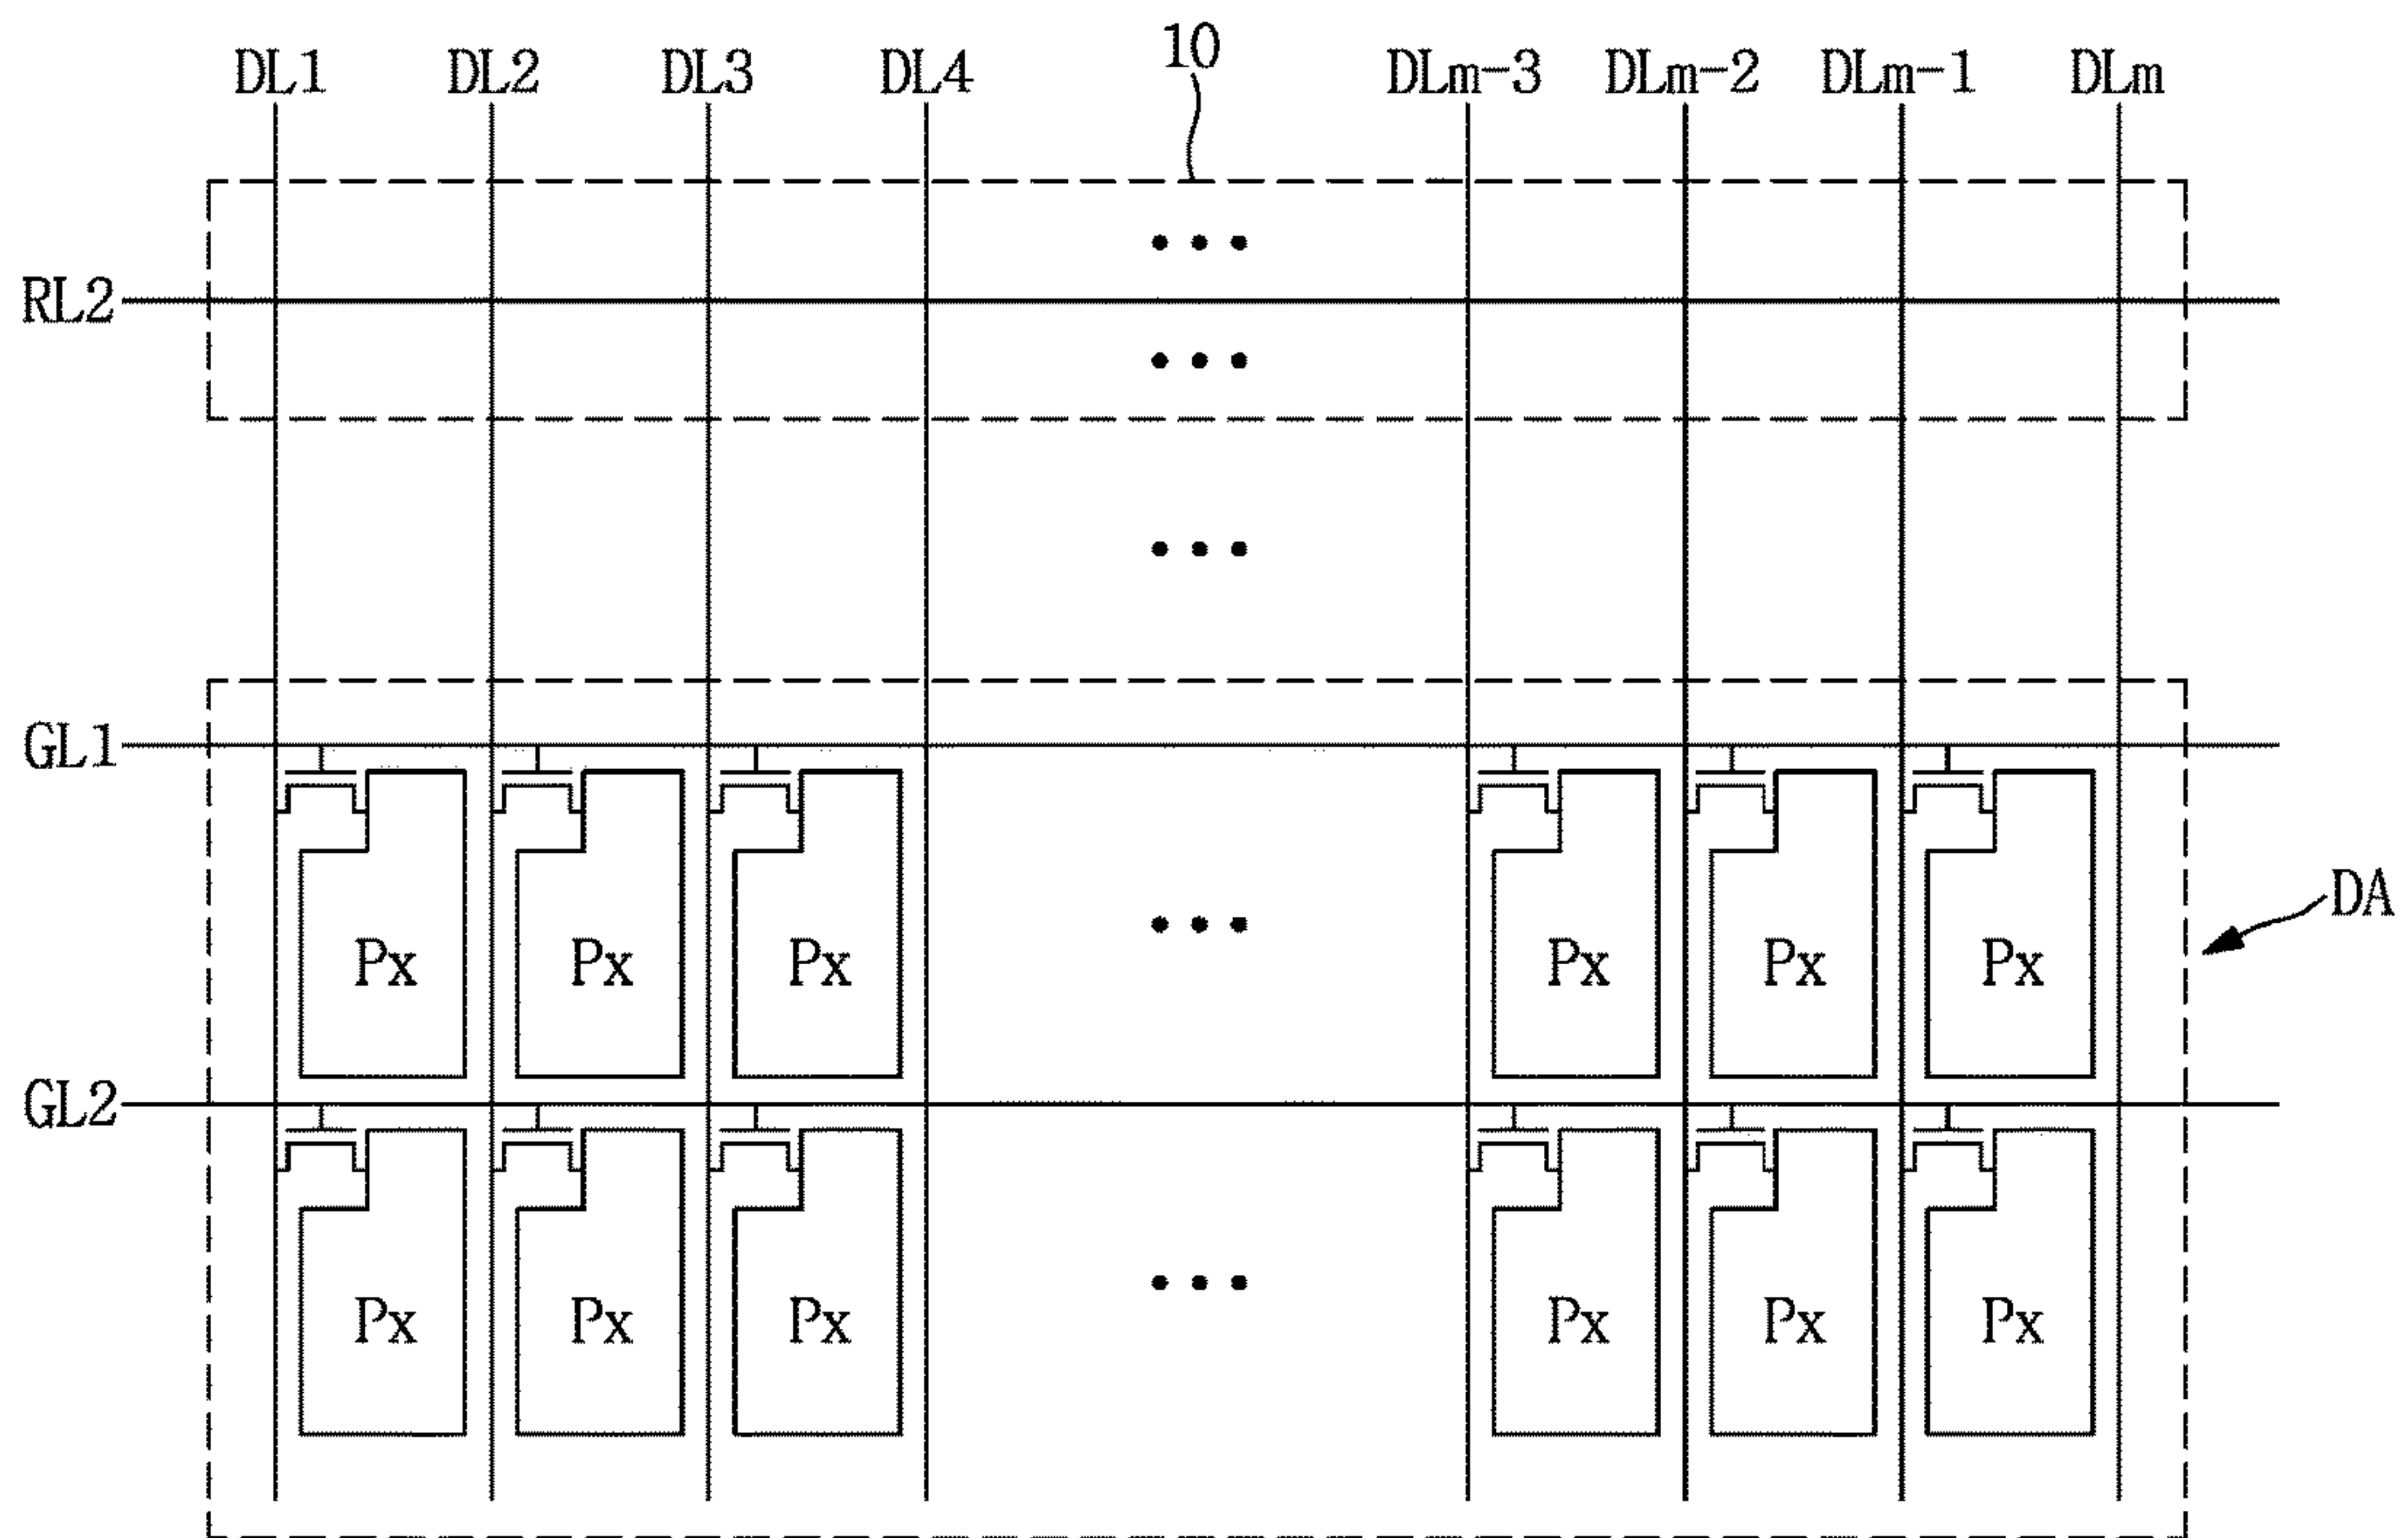 10
DL1 DL2 DL3 DL4 DLm-3 DLm-2 DLm-1 DLm
RL2
GL1
DA
Px Px Px Px Px Px
GL2
Px Px Px Px Px Px